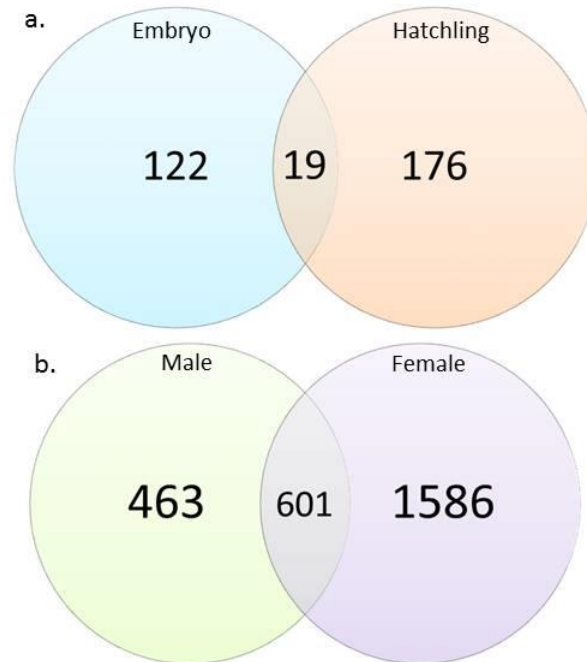 a.
Embryo Hatchling
122 19 176
b.
Male Female
463 601 1586